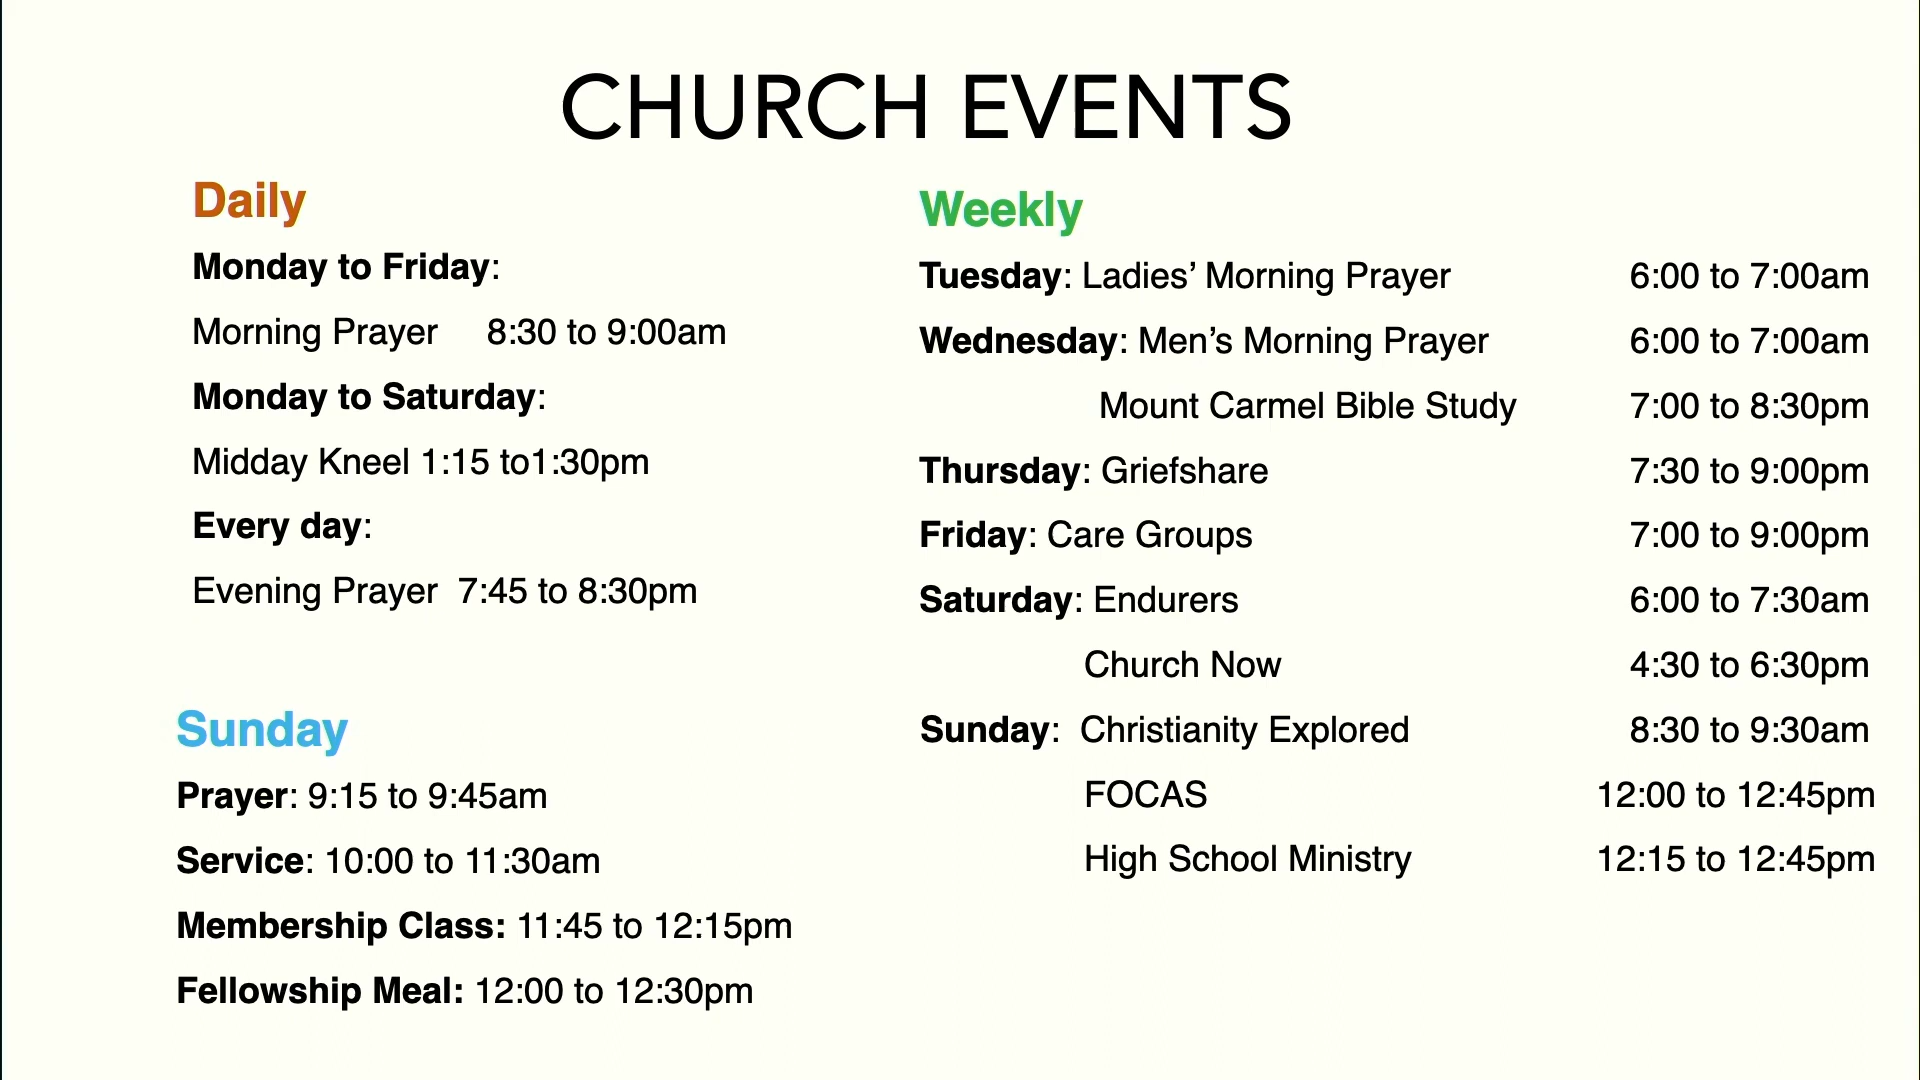 CHURCH EVENTS
Daily
Monday to Friday:
Morning Prayer 8:30 to 9:00am
Monday to Saturday:
Midday Kneel 1:15 to1:30pm
Every day:
Evening Prayer 7:45 to 8:30pm
Sunday
Prayer: 9:15 to 9:45am
Service: 10:00 to 11:30am
Membership Class: 11:45 to 12:15pm
Fellowship Meal: 12:00 to 12:30pm
Weekly
Tuesday: Ladies’ Morning Prayer 6:00 to 7:00am
Wednesday: Men’s Morning Prayer 6:00 to 7:00am
Mount Carmel Bible Study 7:00 to 8:30pm
Thursday: Griefshare 7:30 to 9:00pm
Friday: Care Groups 7:00 to 9:00pm
Saturday: Endurers 6:00 to 7:30am
Church Now 4:30 to 6:30pm
Sunday: Christianity Explored 8:30 to 9:30am
FOCAS 12:00 to 12:45pm
High School Ministry 12:15 to 12:45pm